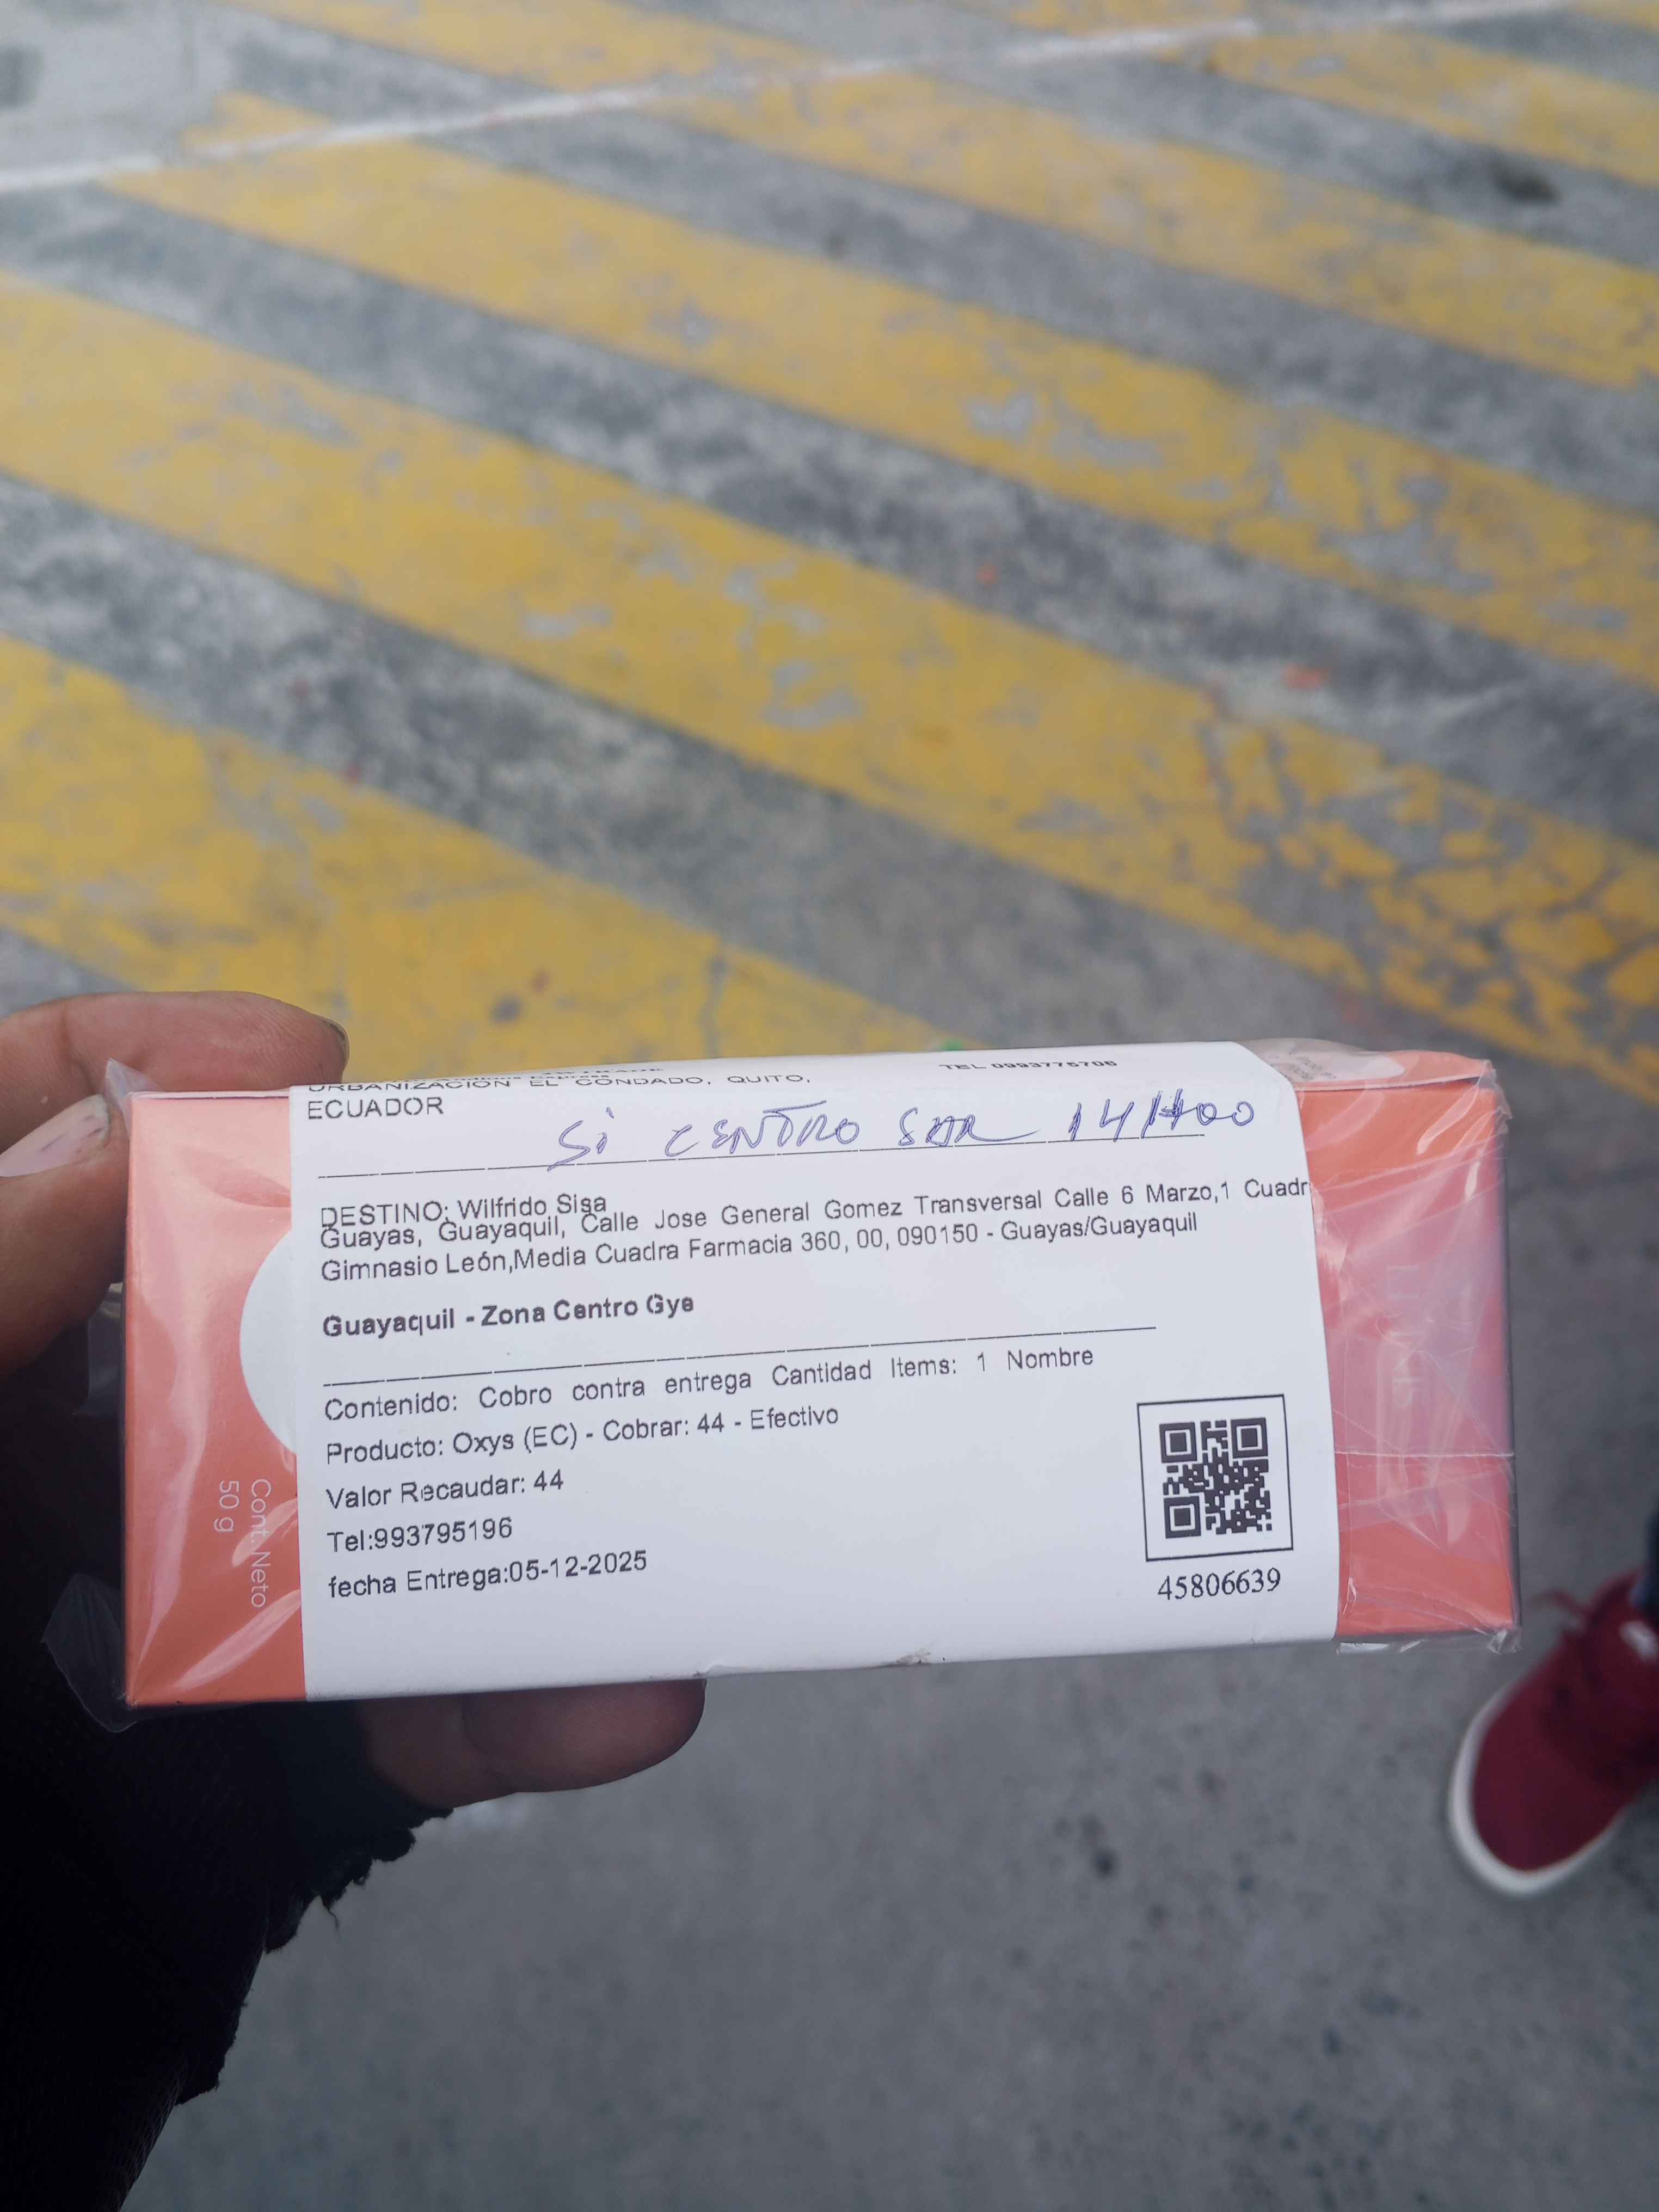 URBANIZACION EL CONDADO, QUITO,
TEL 0993775706
ECUADOR
Si CENTRO
DESTINO: Wilfrido Sisa
Guayas, Guayaquil, Calle Jose General Gomez Transversal Calle 6 Marzo,1 Cuadr
Gimnasio León,Media Cuadra Farmacia 360, 00, 090150 - Guayas/Guayaquil
Guayaquil - Zona Centro Gye
Contenido: Cobro contra entrega Cantidad Items: 1 Nombre
Producto: Oxys (EC) - Cobrar: 44 - Efectivo
Valor Recaudar: 44
Tel:993795196
fecha Entrega:05-12-2025
45806639
Cont. Neto
50 g